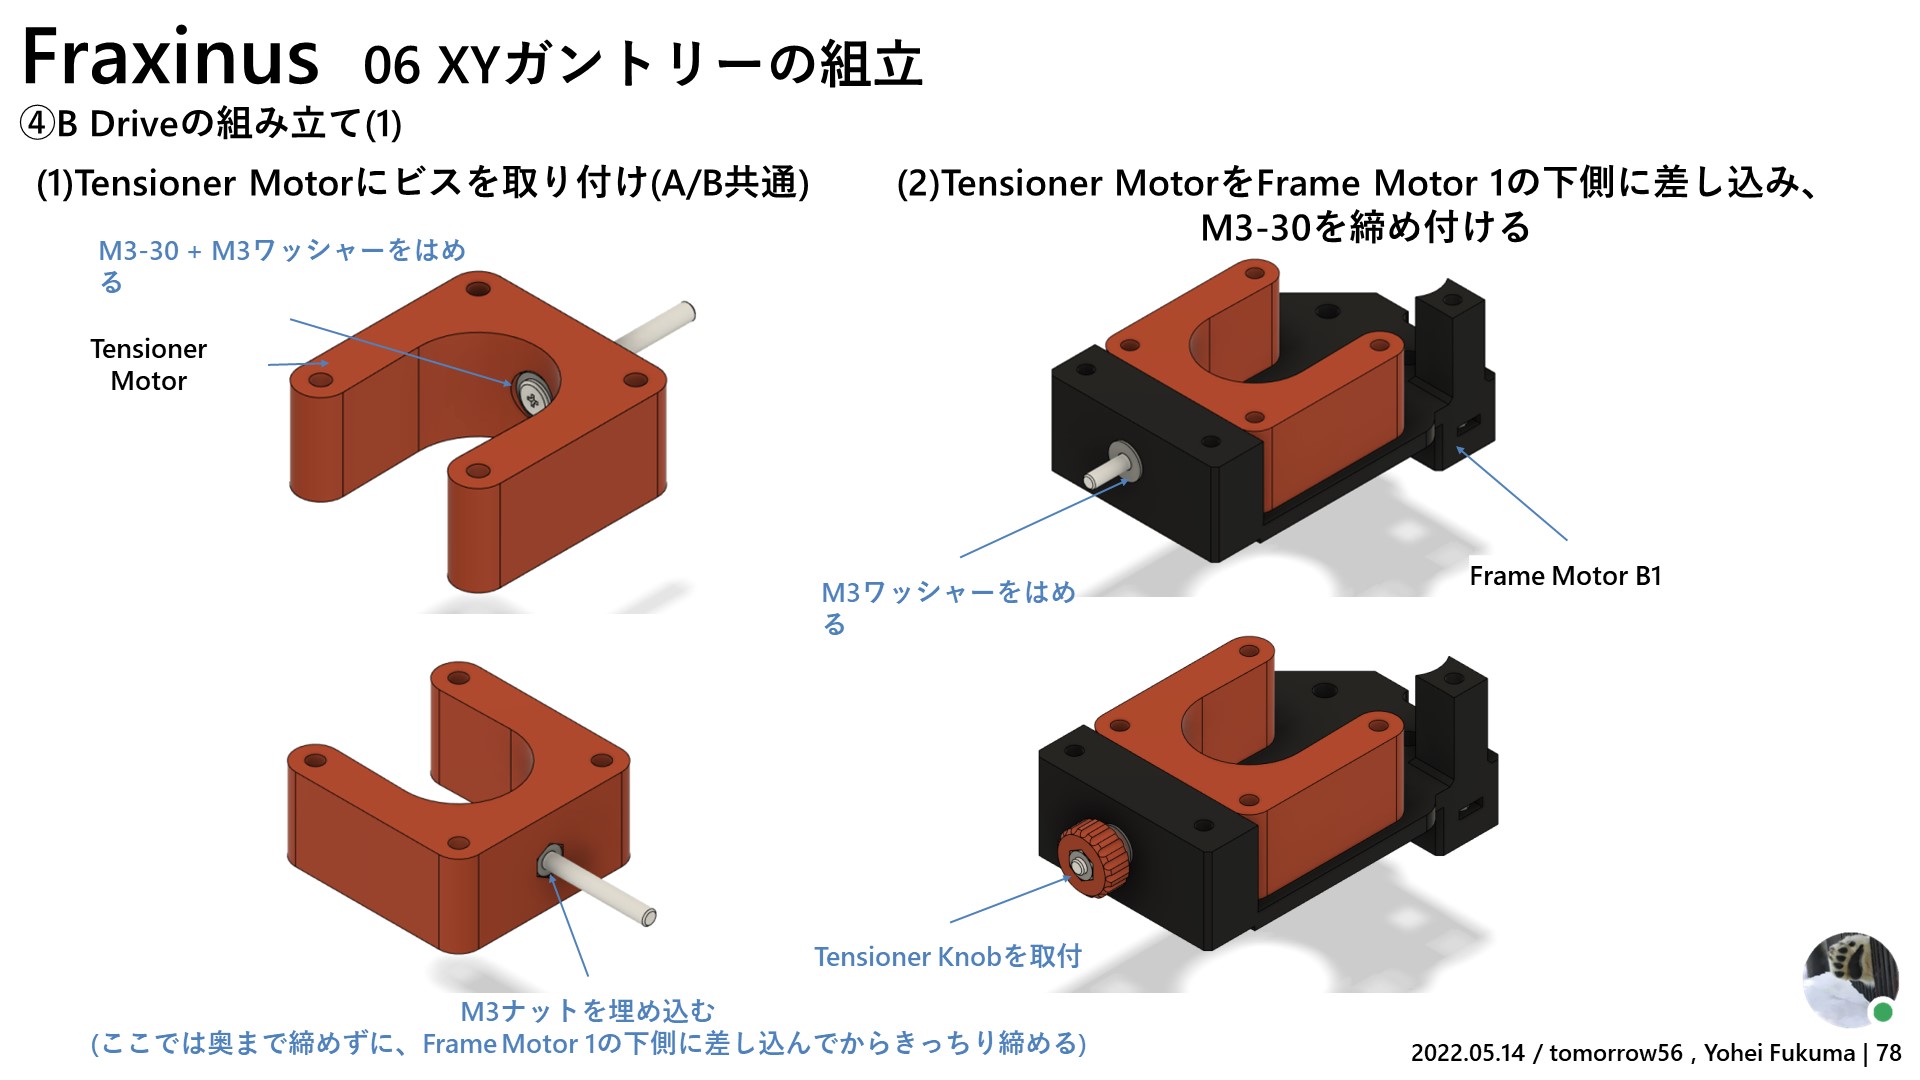 Fraxinus 06 XYガントリーの組立
④B Driveの組み立て(1)
(1)Tensioner Motorにビスを取り付け(A/B共通)
M3-30 + M3ワッシャーをはめ
る
Tensioner
Motor
M3ナットを埋め込む
(ここでは奥まで締めずに、Frame Motor 1の下側に差し込んでからきっちり締める)
(2)Tensioner MotorをFrame Motor 1の下側に差し込み、
M3-30を締め付ける
M3ワッシャーをはめ
る
Frame Motor B1
Tensioner Knobを取付
2022.05.14 / tomorrow56 , Yohei Fukuma | 78